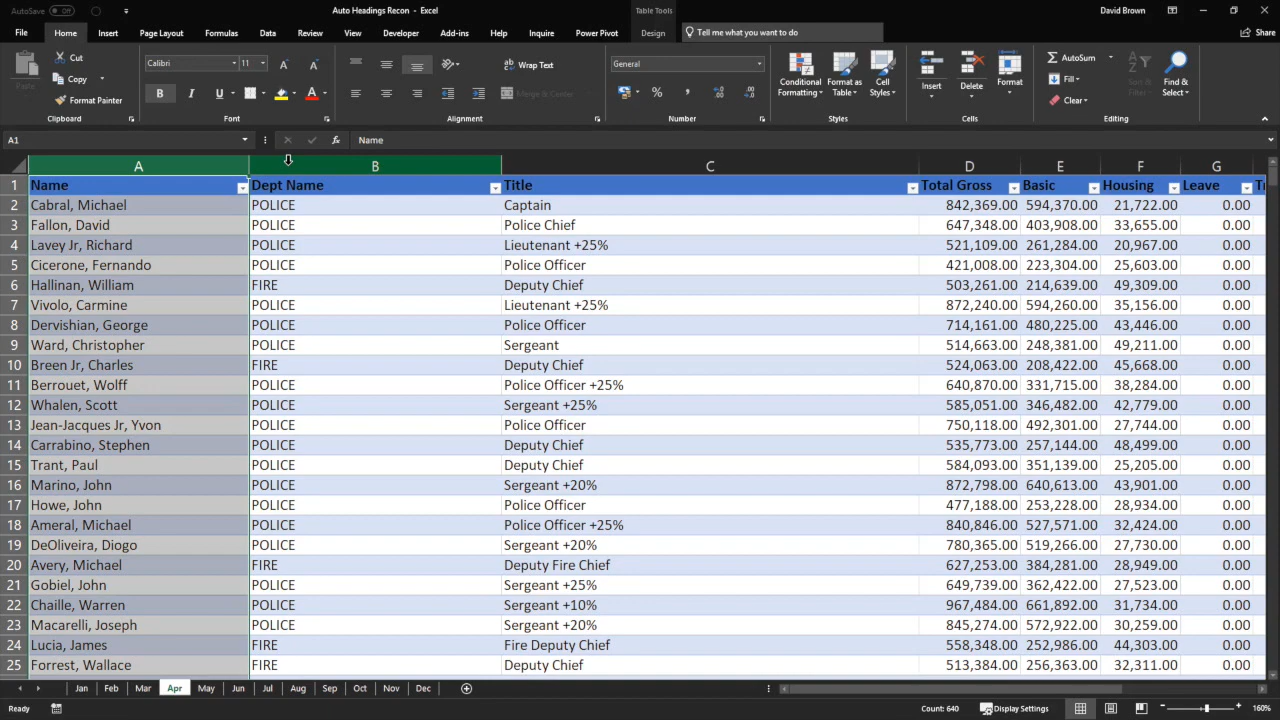 AutoSave Off
Auto Headings Recon - Excel
Table Tools
David Brown
File Home Insert Page Layout Formulas Data Review View Developer Add-ins Help Inquire Power Pivot Design Tell me what you want to do Share
Paste Cut Copy Format Painter Clipboard
Calibri 11 B I U A Font
Wrap Text Merge & Center Alignment
General % Number
Conditional Formatting Format as Table Cell Styles Styles
Insert Delete Format Cells
AutoSum Fill Clear Sort & Filter Find & Select Editing
A1 fx Name
A B C D E F G
1 Name Dept Name Title Total Gross Basic Housing Leave
2 Cabral, Michael POLICE Captain 842,369.00 594,370.00 21,722.00 0.00
3 Fallon, David POLICE Police Chief 647,348.00 403,908.00 33,655.00 0.00
4 Lavey Jr, Richard POLICE Lieutenant +25% 521,109.00 261,284.00 20,967.00 0.00
5 Cicerone, Fernando POLICE Police Officer 421,008.00 223,304.00 25,603.00 0.00
6 Hallinan, William FIRE Deputy Chief 503,261.00 214,639.00 49,309.00 0.00
7 Vivolo, Carmine POLICE Lieutenant +25% 872,240.00 594,260.00 35,156.00 0.00
8 Dervishian, George POLICE Police Officer 714,161.00 480,225.00 43,446.00 0.00
9 Ward, Christopher POLICE Sergeant 514,663.00 248,381.00 49,211.00 0.00
10 Breen Jr, Charles FIRE Deputy Chief 524,063.00 208,422.00 45,668.00 0.00
11 Berrouet, Wolff POLICE Police Officer +25% 640,870.00 331,715.00 38,284.00 0.00
12 Whalen, Scott POLICE Sergeant +25% 585,051.00 346,482.00 42,779.00 0.00
13 Jean-Jacques Jr, Yvon POLICE Police Officer 750,118.00 492,301.00 27,744.00 0.00
14 Carrabino, Stephen POLICE Deputy Chief 535,773.00 257,144.00 48,499.00 0.00
15 Trant, Paul POLICE Deputy Chief 584,093.00 351,139.00 25,205.00 0.00
16 Marino, John POLICE Sergeant +20% 872,798.00 640,613.00 43,901.00 0.00
17 Howe, John POLICE Police Officer 477,188.00 253,228.00 28,934.00 0.00
18 Ameral, Michael POLICE Police Officer +25% 840,846.00 527,571.00 32,424.00 0.00
19 DeOliveira, Diogo POLICE Sergeant +20% 780,365.00 519,266.00 27,730.00 0.00
20 Avery, Michael FIRE Deputy Fire Chief 627,253.00 384,281.00 28,949.00 0.00
21 Gobiel, John POLICE Sergeant +25% 649,739.00 362,422.00 27,523.00 0.00
22 Chaille, Warren POLICE Sergeant +10% 967,484.00 661,892.00 31,734.00 0.00
23 Macarelli, Joseph POLICE Sergeant +20% 845,274.00 572,922.00 30,259.00 0.00
24 Lucia, James FIRE Fire Deputy Chief 558,348.00 252,986.00 44,303.00 0.00
25 Forrest, Wallace FIRE Deputy Chief 513,384.00 256,363.00 32,311.00 0.00
Jan Feb Mar Apr May Jun Jul Aug Sep Oct Nov Dec
Ready Count: 640 Display Settings 160%